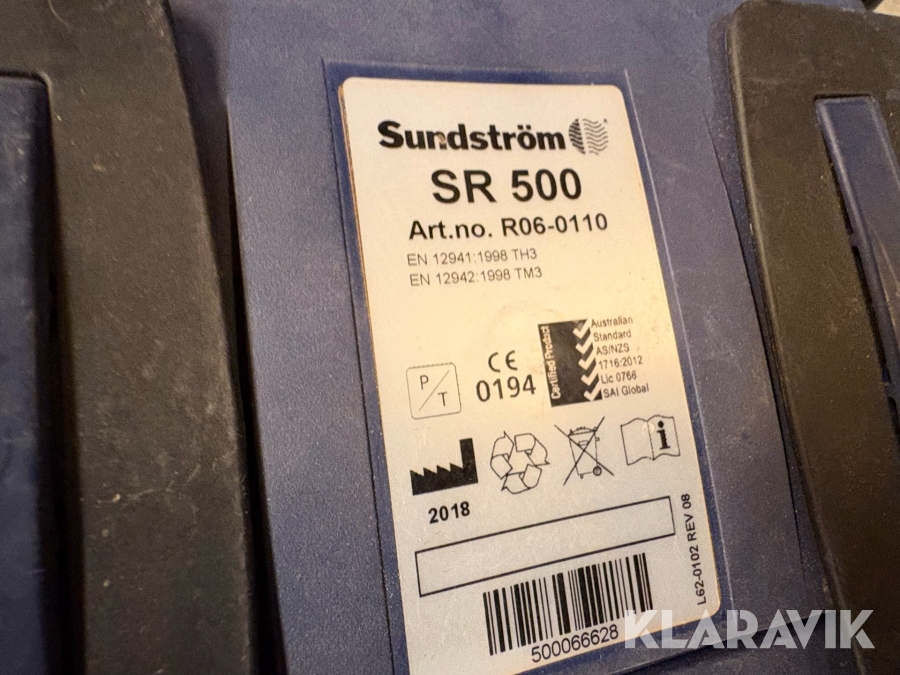 Sundström
SR 500
Art.no. R06-0110
EN 12941:1998 TH3
EN 12942:1998 TM3
P/T
CE
0194
Certified Product
Australian
Standard
AS/NZS
1716:2012
Lic 0766
SAI Global
i
2018
L62-0102 REV 08
500066628
KLARAVIK